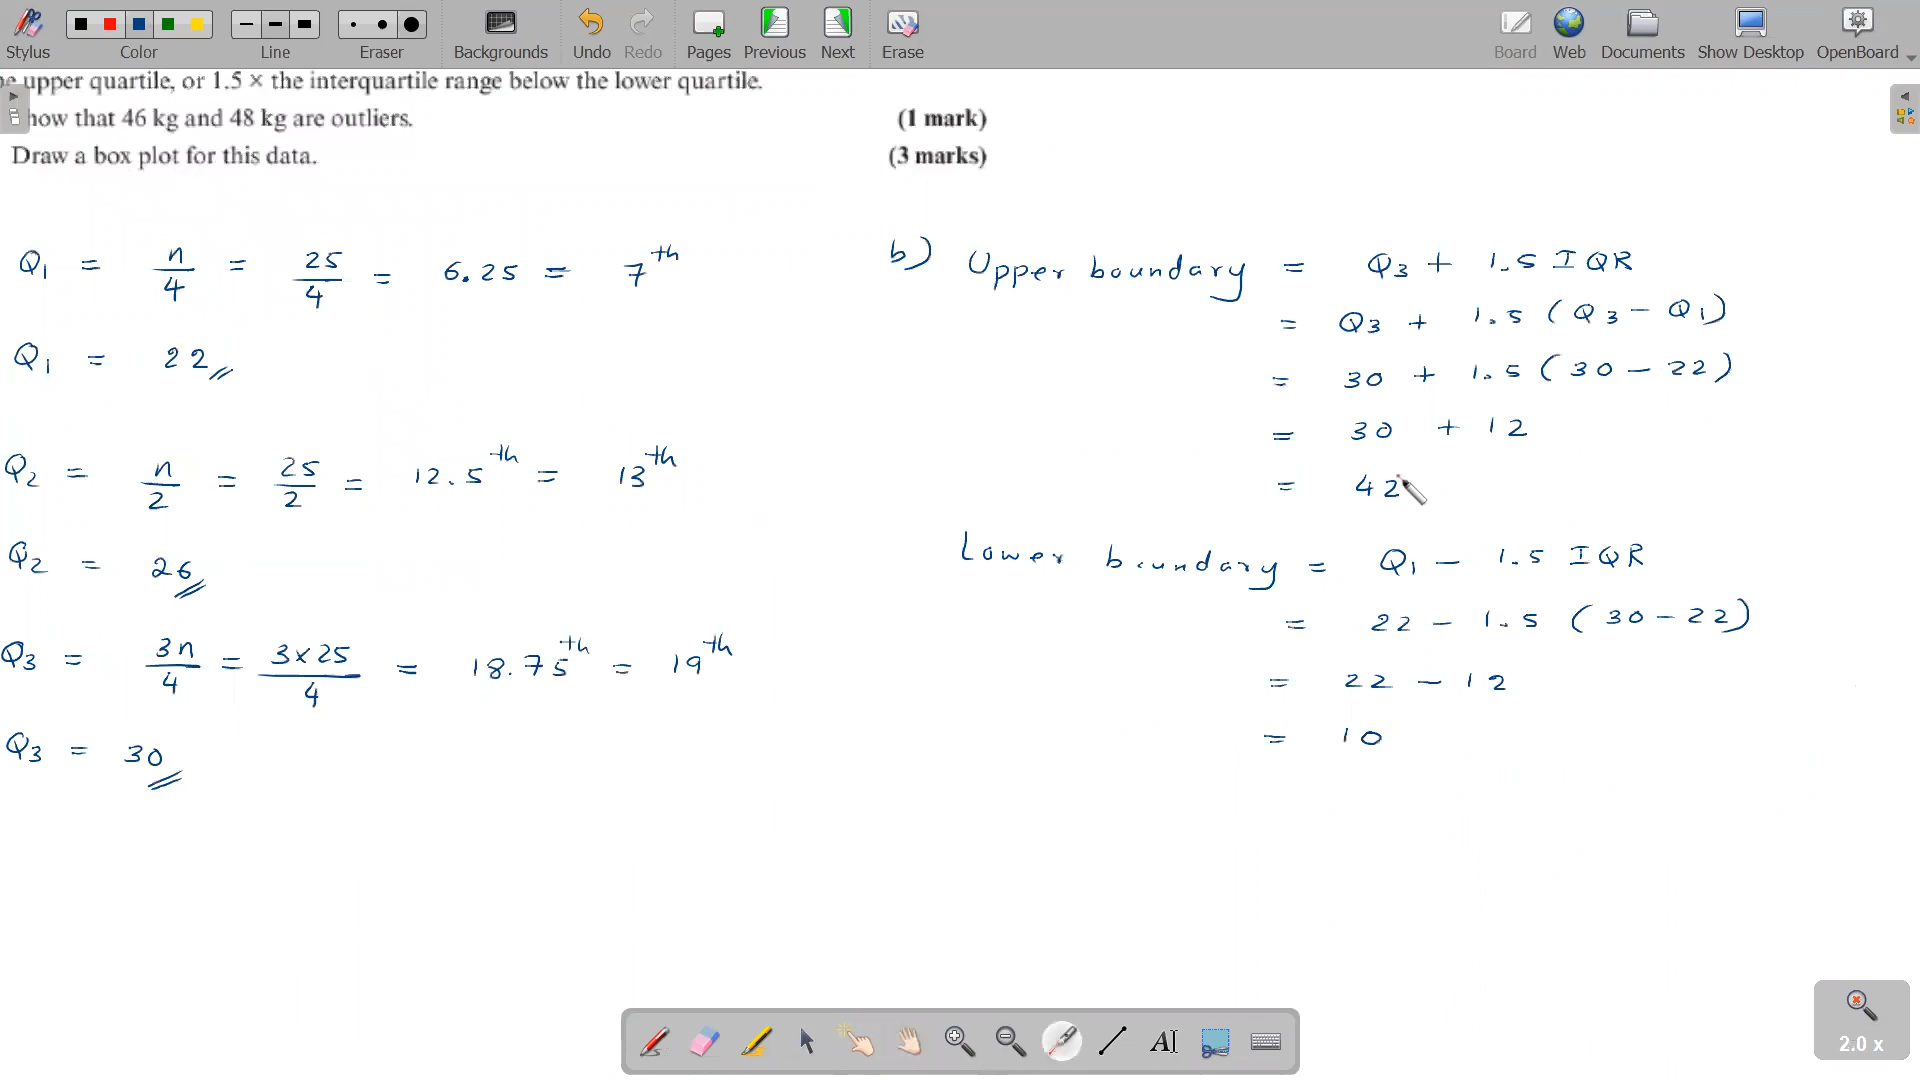 Stylus Color Line Eraser Backgrounds Undo Redo Pages Previous Next Erase Board Web Documents Show Desktop OpenBoard
upper quartile, or 1.5 × the interquartile range below the lower quartile.
how that 46 kg and 48 kg are outliers. (1 mark)
Draw a box plot for this data. (3 marks)
Q1 = n/4 = 25/4 = 6.25 = 7th
Q1 = 22
Q2 = n/2 = 25/2 = 12.5th = 13th
Q2 = 26
Q3 = 3n/4 = 3×25/4 = 18.75th = 19th
Q3 = 30
b) Upper boundary = Q3 + 1.5 IQR
= Q3 + 1.5 (Q3 – Q1)
= 30 + 1.5 (30 – 22)
= 30 + 12
= 42
Lower boundary = Q1 – 1.5 IQR
= 22 – 1.5 (30 – 22)
= 22 – 12
= 10
AI
2.0 x